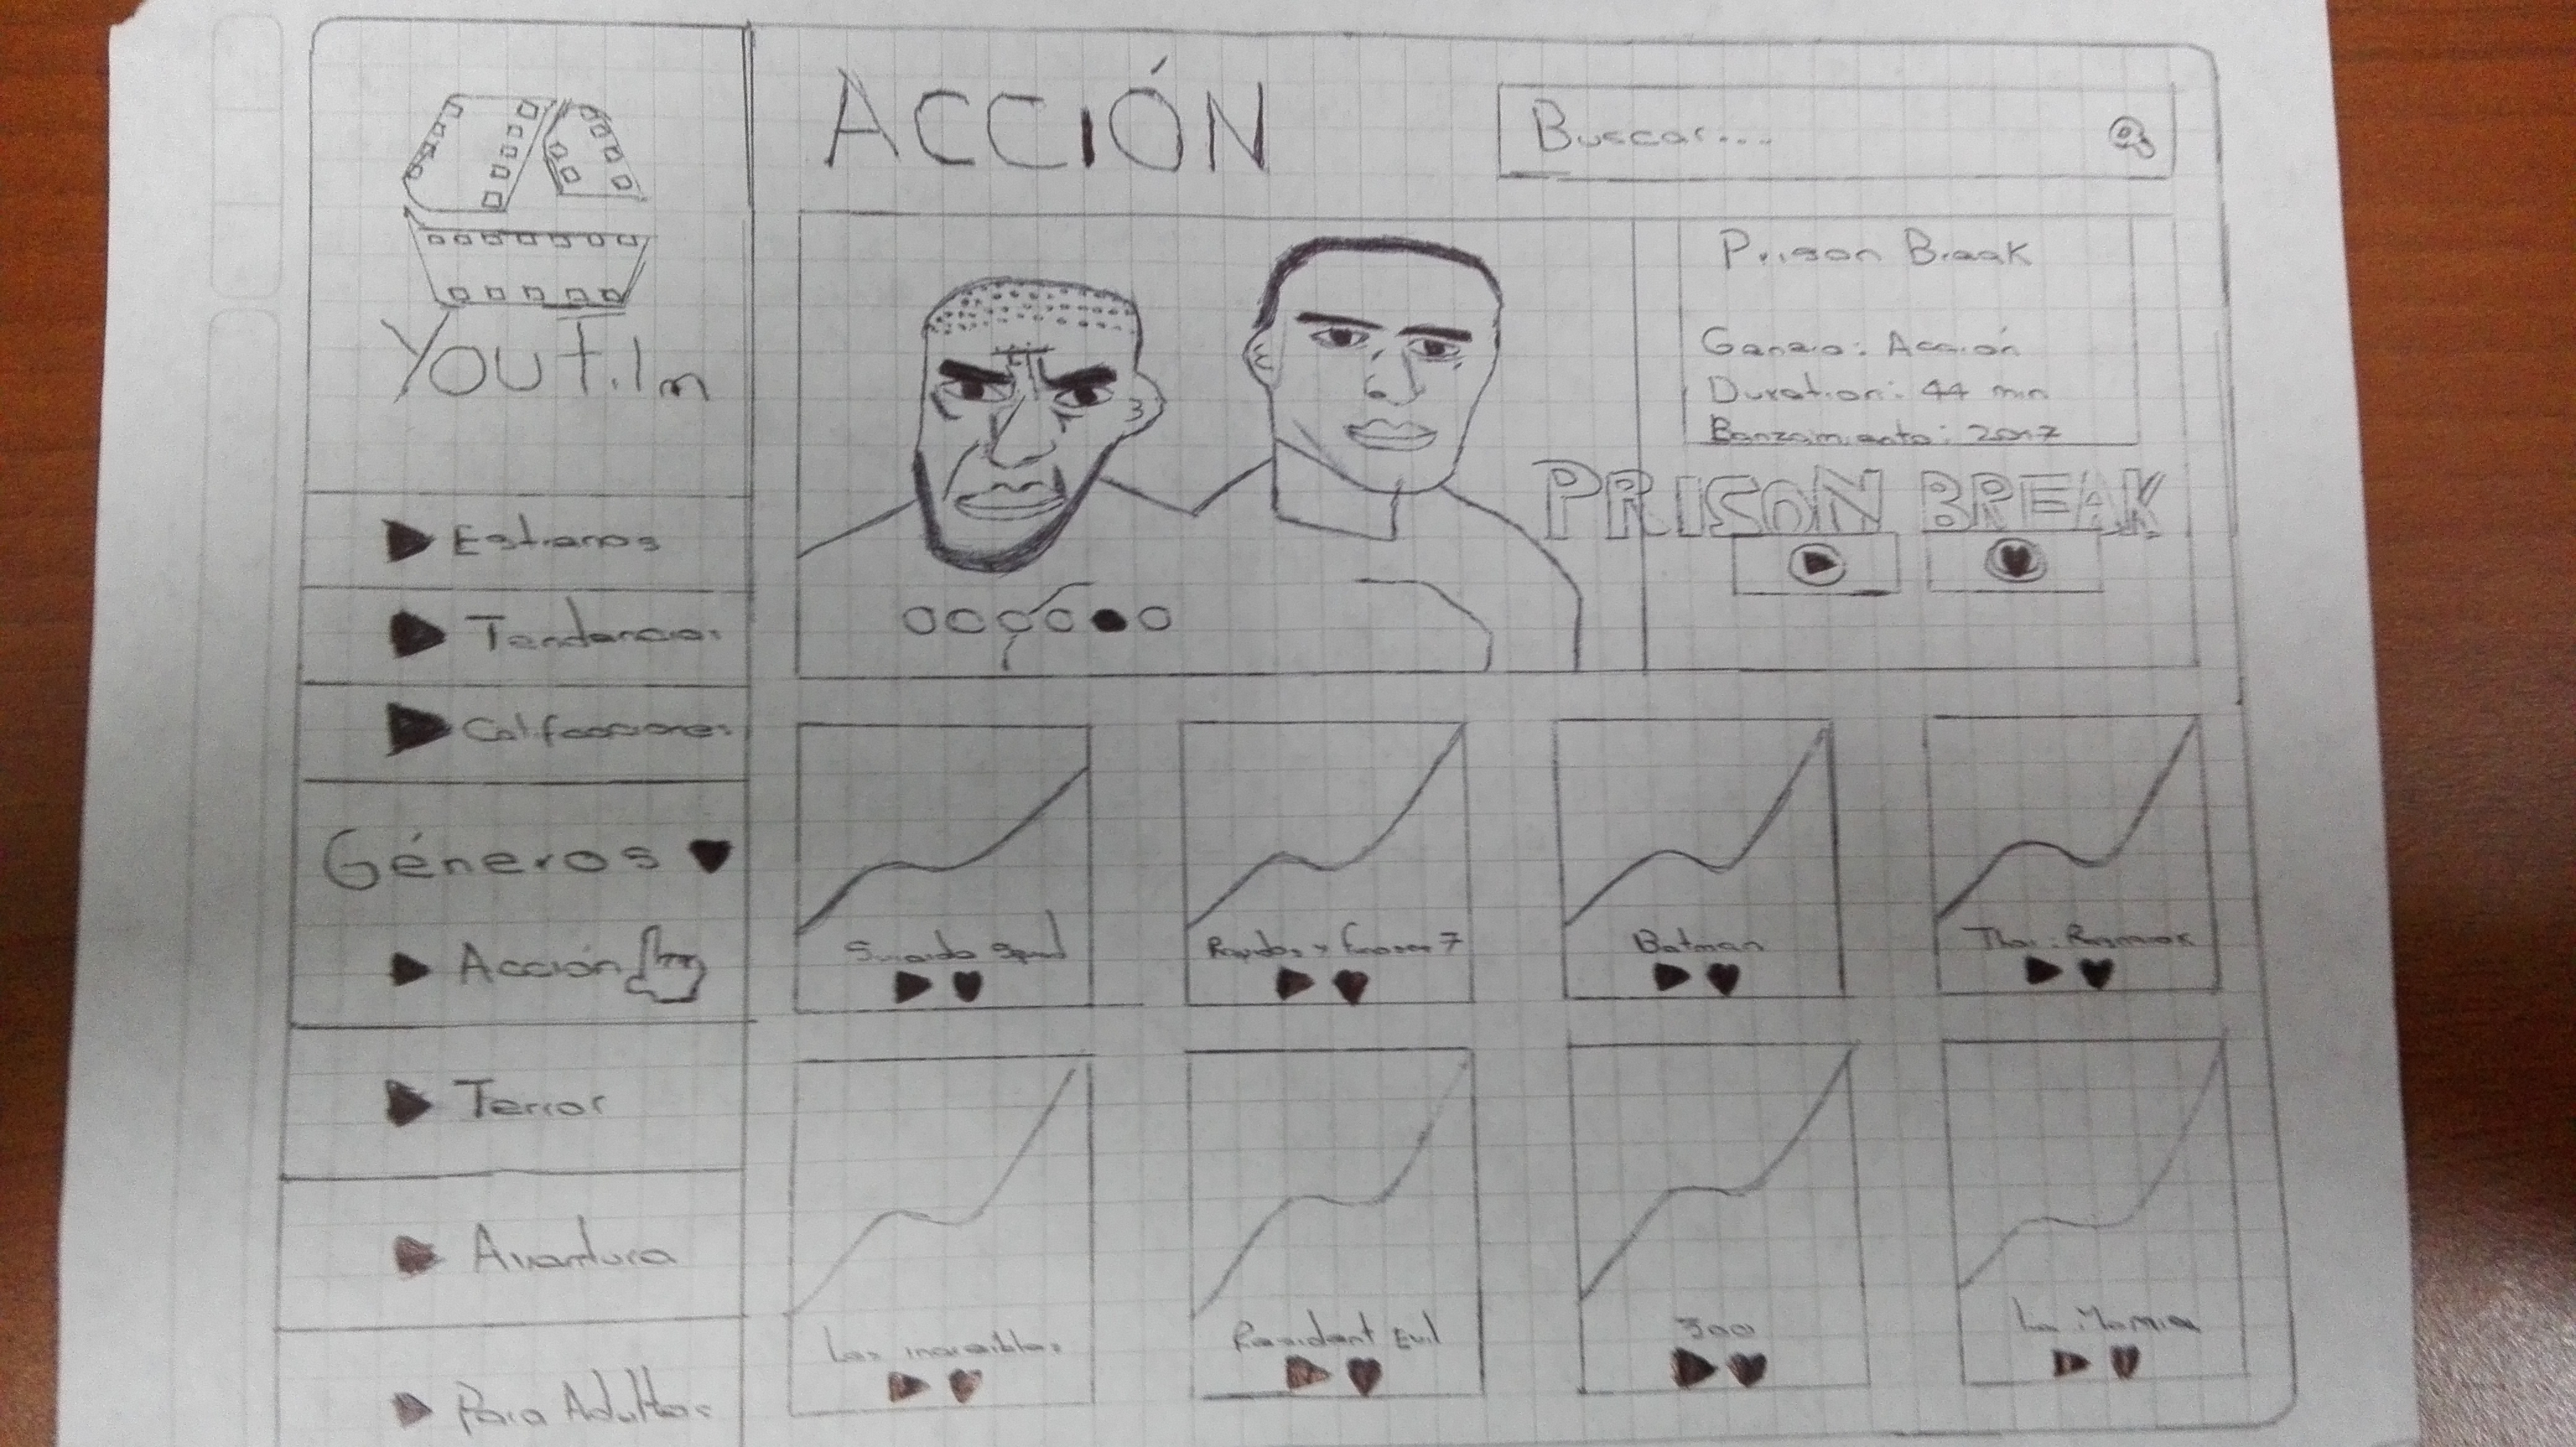 YouFilm
Estrenos
Tendencias
Calificaciones
Géneros
Acción
Terror
Aventura
Para Adultos
ACCIÓN
Buscar...
Prison Break
Genero: Acción
Duration: 44 min
Lanzamiento: 2017
PRISON BREAK
Suicide Squad
Rapidos y Furiosos 7
Batman
Thor: Ragnarok
Los increibles
Resident Evil
300
La Momia